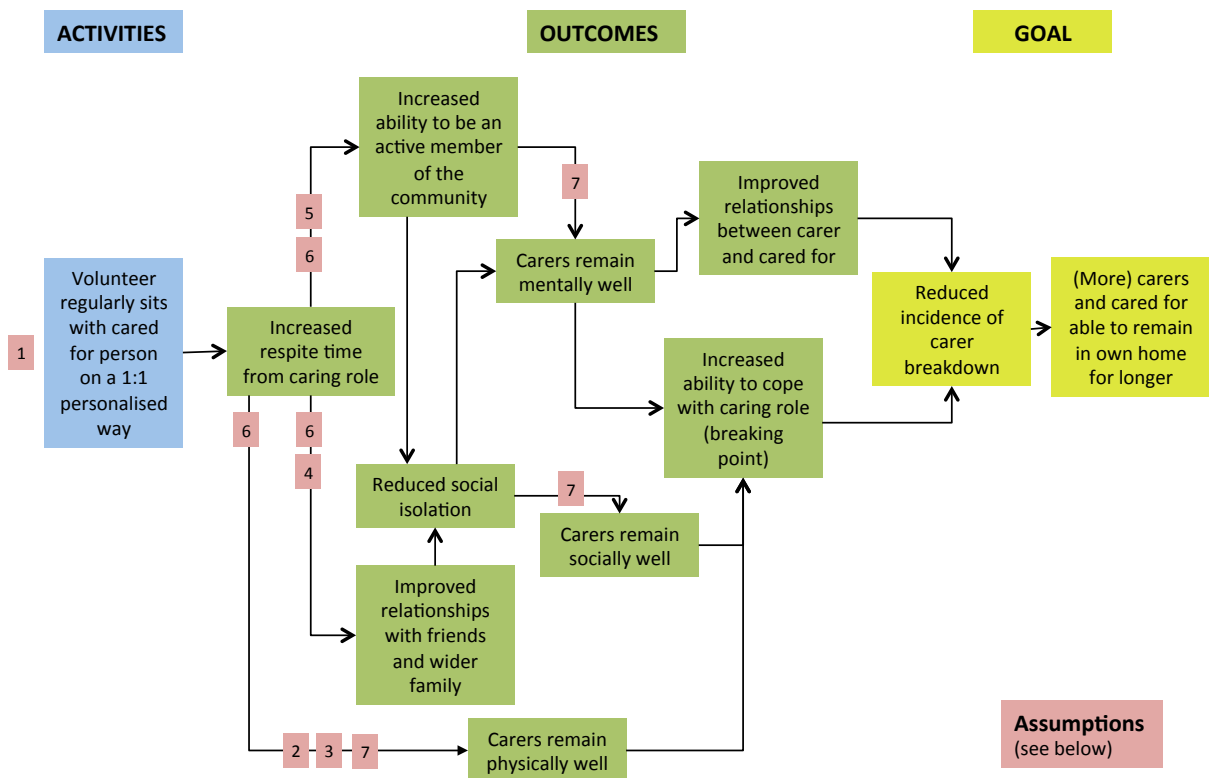 ACTIVITIES
OUTCOMES
GOAL
Increased
ability to be an
active member
of the
community
7
Improved
relationships
between carer
and cared for
5
6
Volunteer
regularly sits
with cared
for person
on a 1:1
personalised
way
1
Increased
respite time
from caring role
Carers remain
mentally well
Reduced
incidence of
carer
breakdown
(More) carers
and cared for
able to remain
in own home
for longer
6
6
4
Increased
ability to cope
with caring role
(breaking
point)
Reduced social
isolation
7
Carers remain
socially well
Improved
relationships
with friends
and wider
family
2
3
7
Carers remain
physically well
Assumptions
(see below)